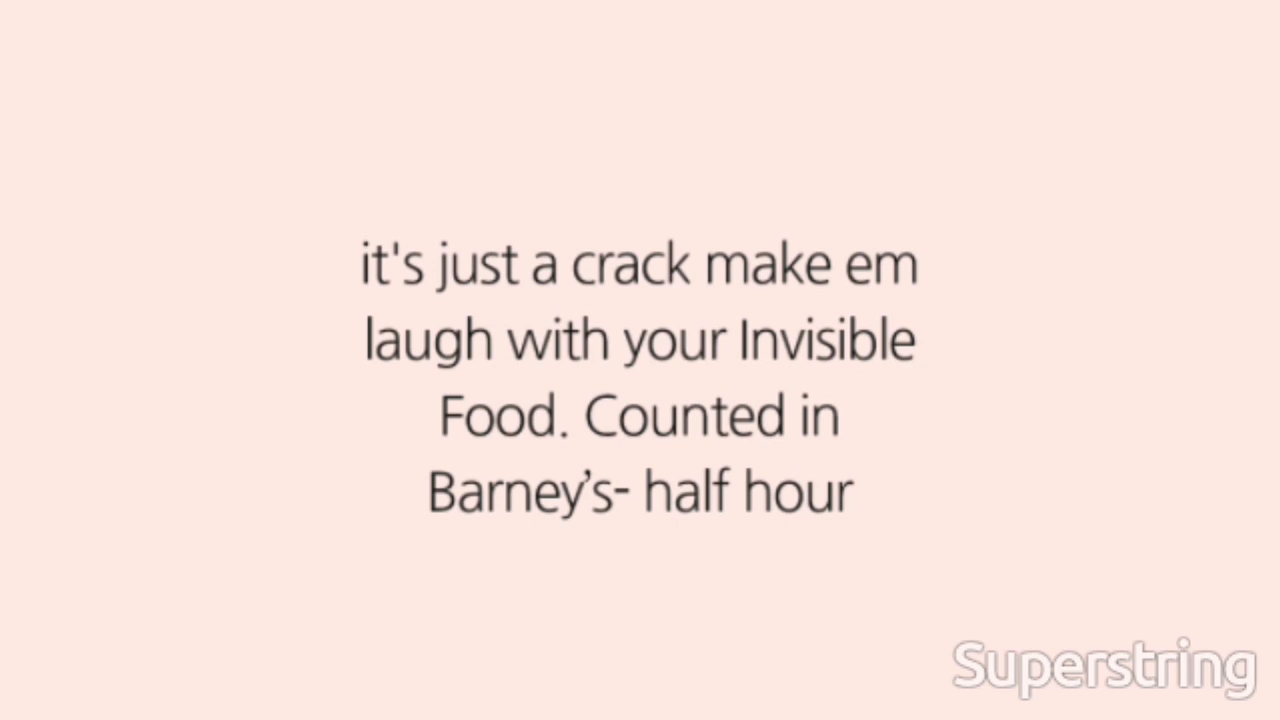 it's just a crack make em
laugh with your Invisible
Food. Counted in
Barney’s- half hour
Superstring